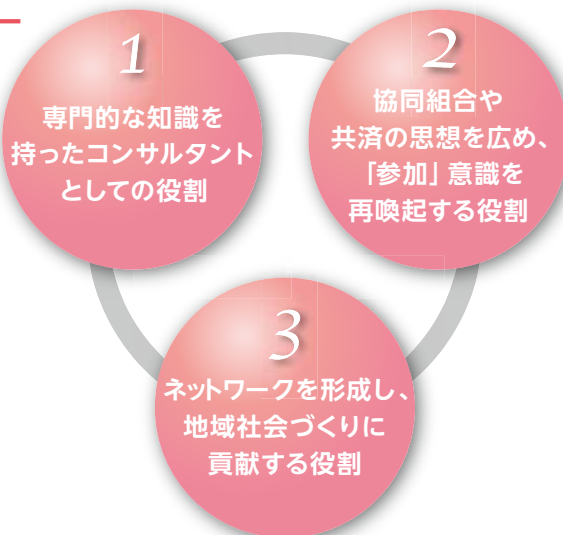 1
専門的な知識を
持ったコンサルタント
としての役割
2
協同組合や
共済の思想を広め、
「参加」意識を
再喚起する役割
3
ネットワークを形成し、
地域社会づくりに
貢献する役割